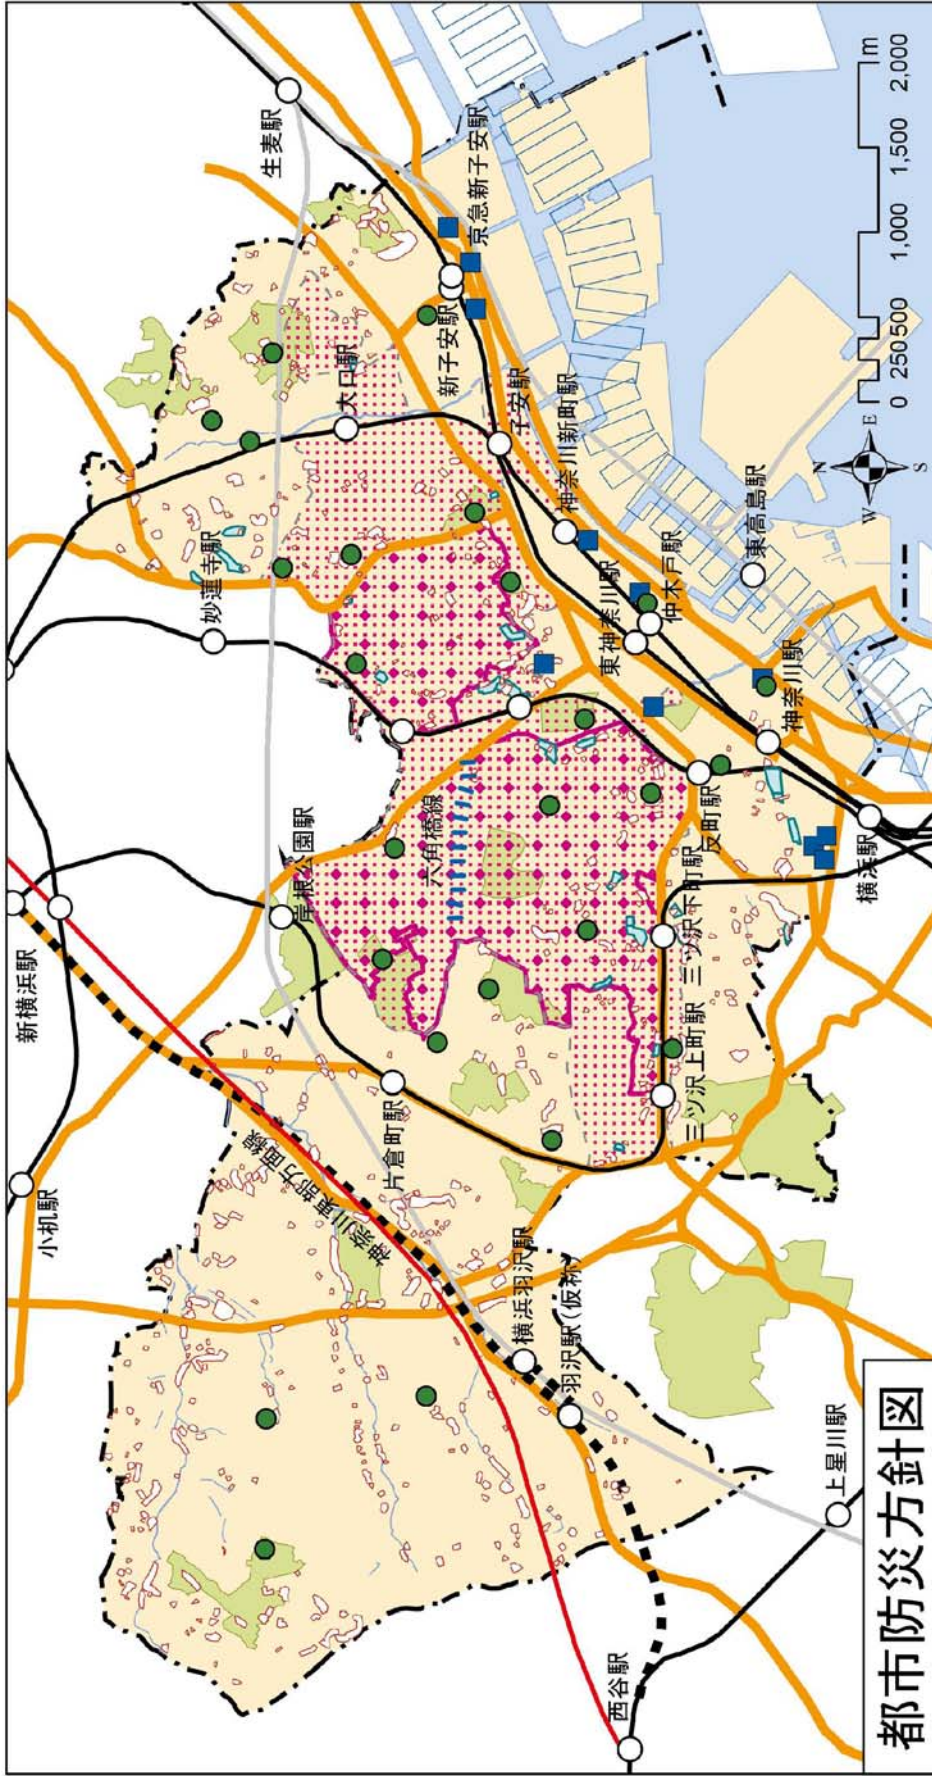 都市防災方針図
小机駅
新横浜駅
神奈川東部方面線
片倉町駅
岸根公園駅
妙蓮寺駅
大口駅
生麦駅
六角橋線
新子安駅
京急新子安駅
子安駅
神奈川新町駅
東神奈川駅
仲木戸駅
東高島駅
神奈川駅
反町駅
三ツ沢下町駅
三ツ沢上町駅
横浜駅
横浜羽沢駅
羽沢駅(仮称)
西谷駅
上星川駅
N
W
E
S
0 250 500 1,000 1,500 2,000
m